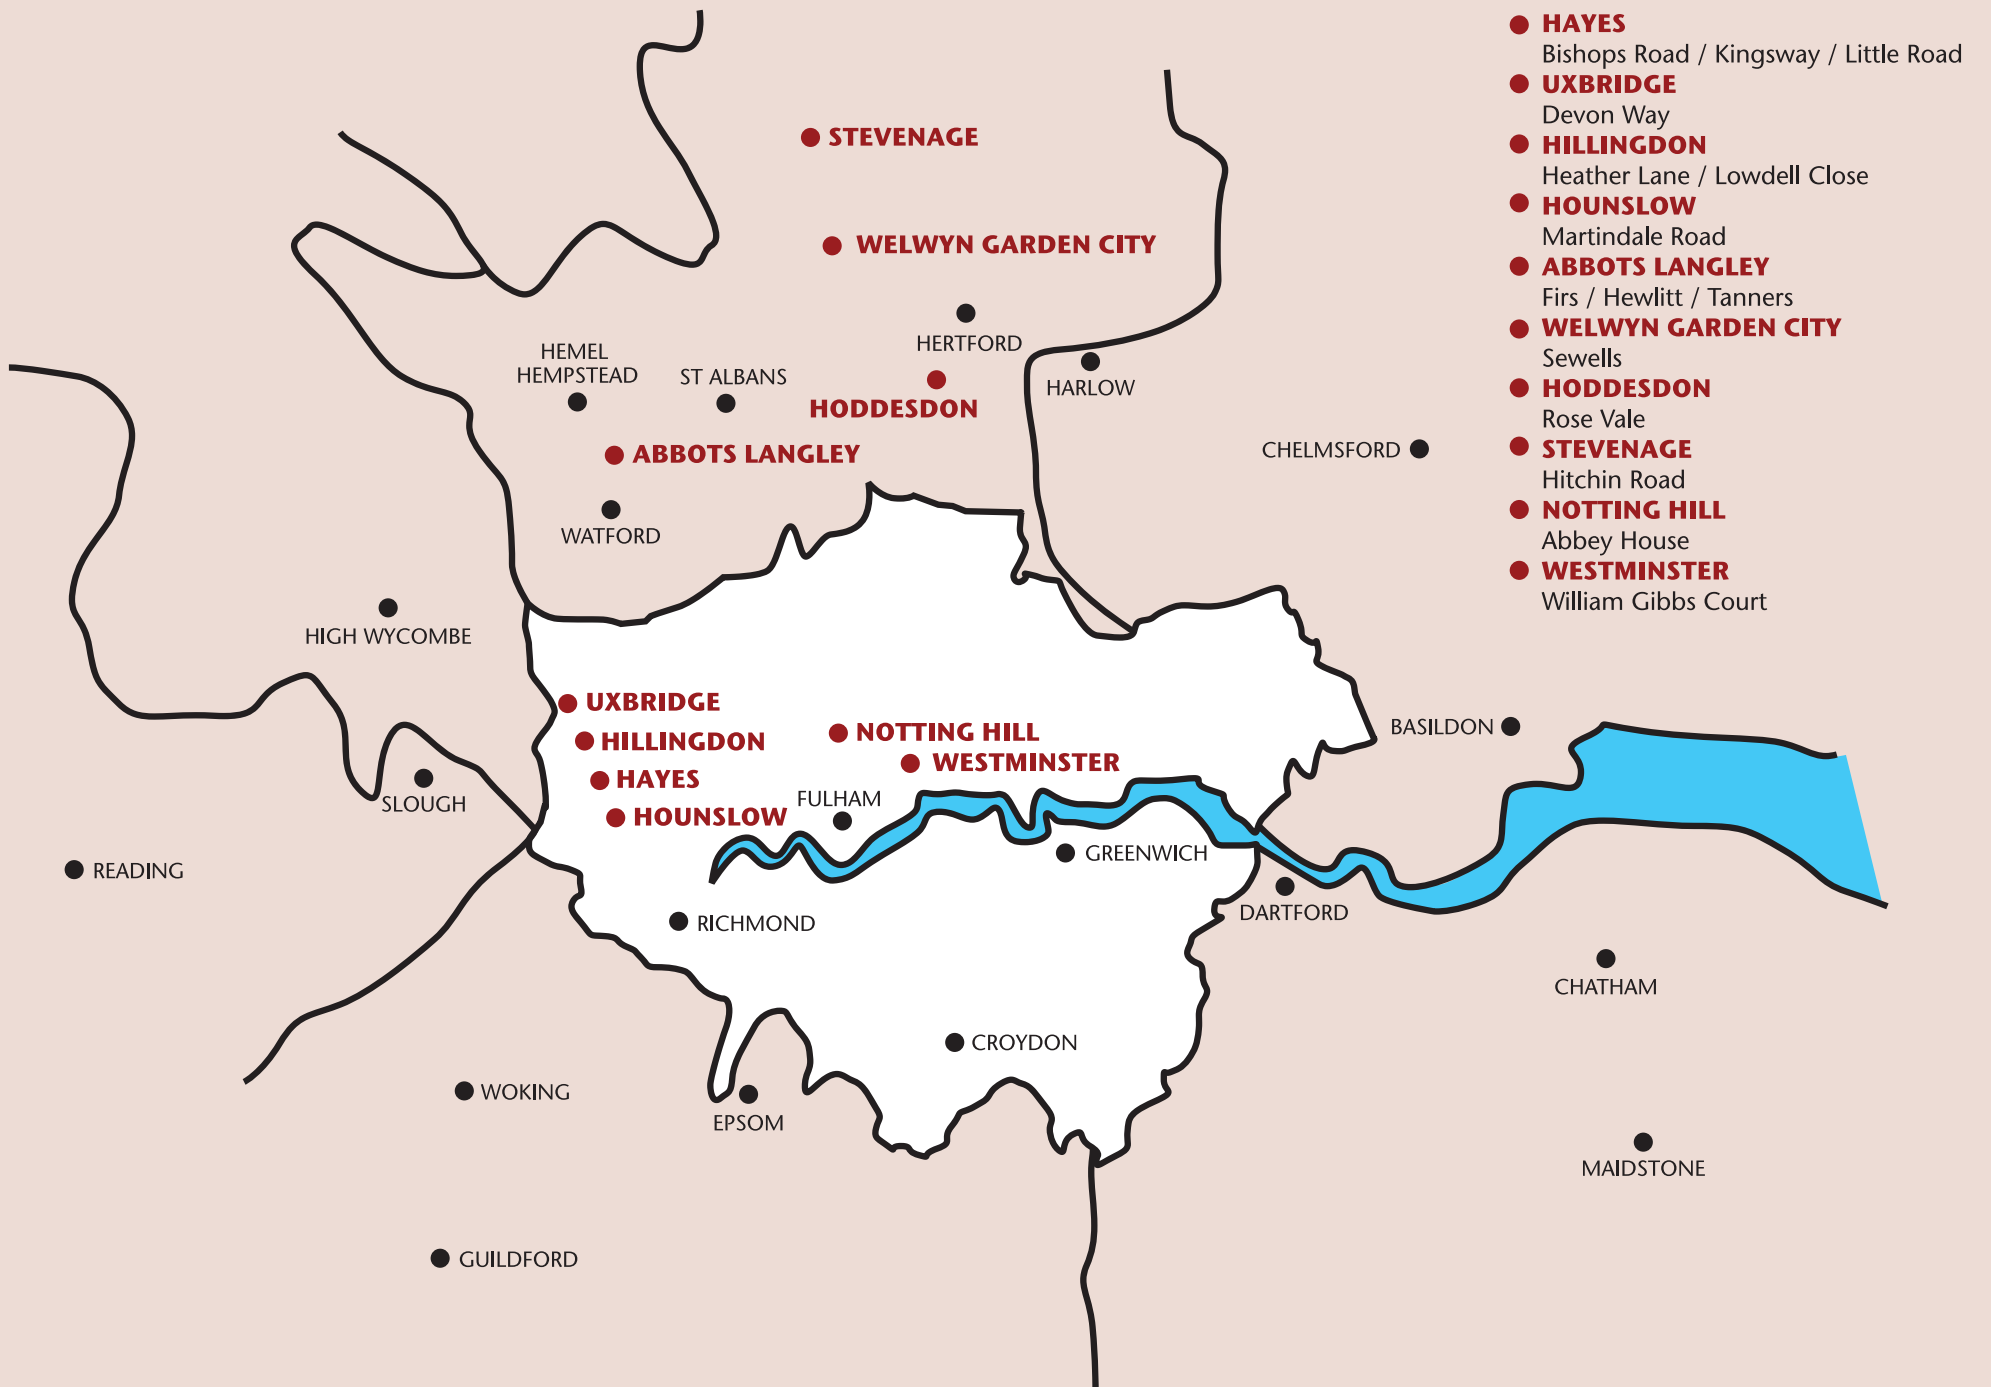 HAYES
Bishops Road / Kingsway / Little Road
UXBRIDGE
Devon Way
HILLINGDON
Heather Lane / Lowdell Close
HOUNSLOW
Martindale Road
ABBOTS LANGLEY
Firs / Hewlitt / Tanners
WELWYN GARDEN CITY
Sewells
HODDESDON
Rose Vale
STEVENAGE
Hitchin Road
NOTTING HILL
Abbey House
WESTMINSTER
William Gibbs Court
STEVENAGE
WELWYN GARDEN CITY
HERTFORD
HEMEL
HEMPSTEAD
ST ALBANS
HARLOW
HODDESDON
CHELMSFORD
ABBOTS LANGLEY
WATFORD
HIGH WYCOMBE
UXBRIDGE
BASILDON
NOTTING HILL
HILLINGDON
WESTMINSTER
HAYES
FULHAM
SLOUGH
HOUNSLOW
GREENWICH
READING
DARTFORD
RICHMOND
CHATHAM
CROYDON
WOKING
EPSOM
MAIDSTONE
GUILDFORD